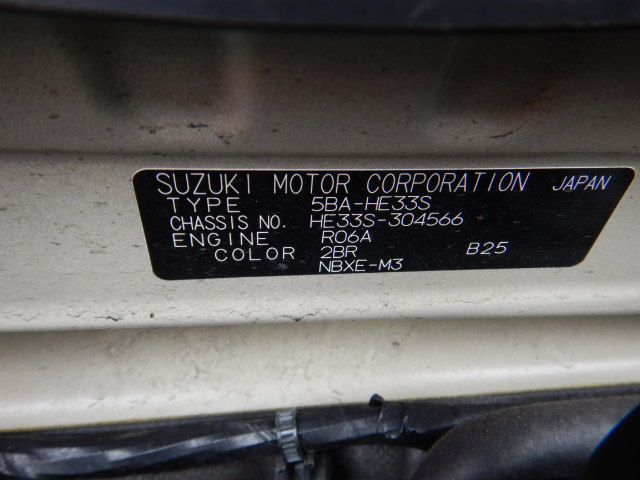 SUZUKI MOTOR CORPORATION JAPAN
TYPE 5BA-HE33S
CHASSIS NO. HE33S-304566
ENGINE R06A
COLOR 2BR B25
NBXE-M3